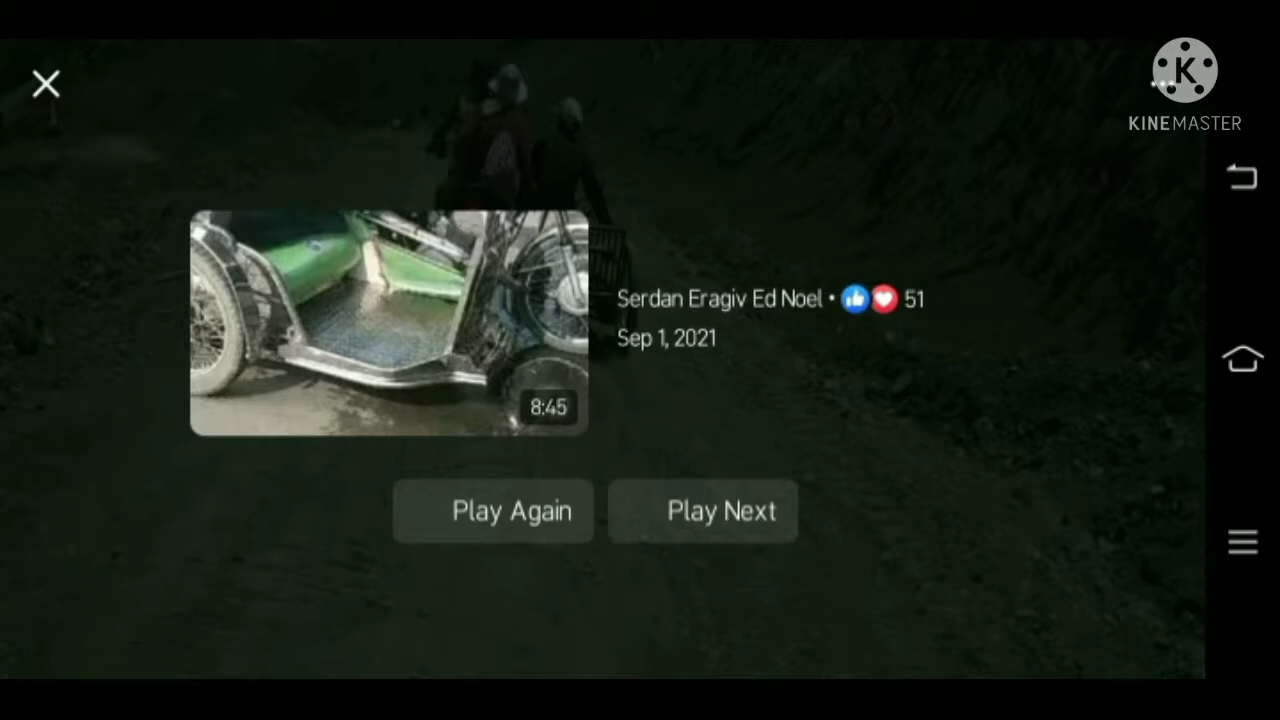 KINEMASTER
Serdan Eragiv Ed Noel • 51
Sep 1, 2021
8:45
Play Again
Play Next